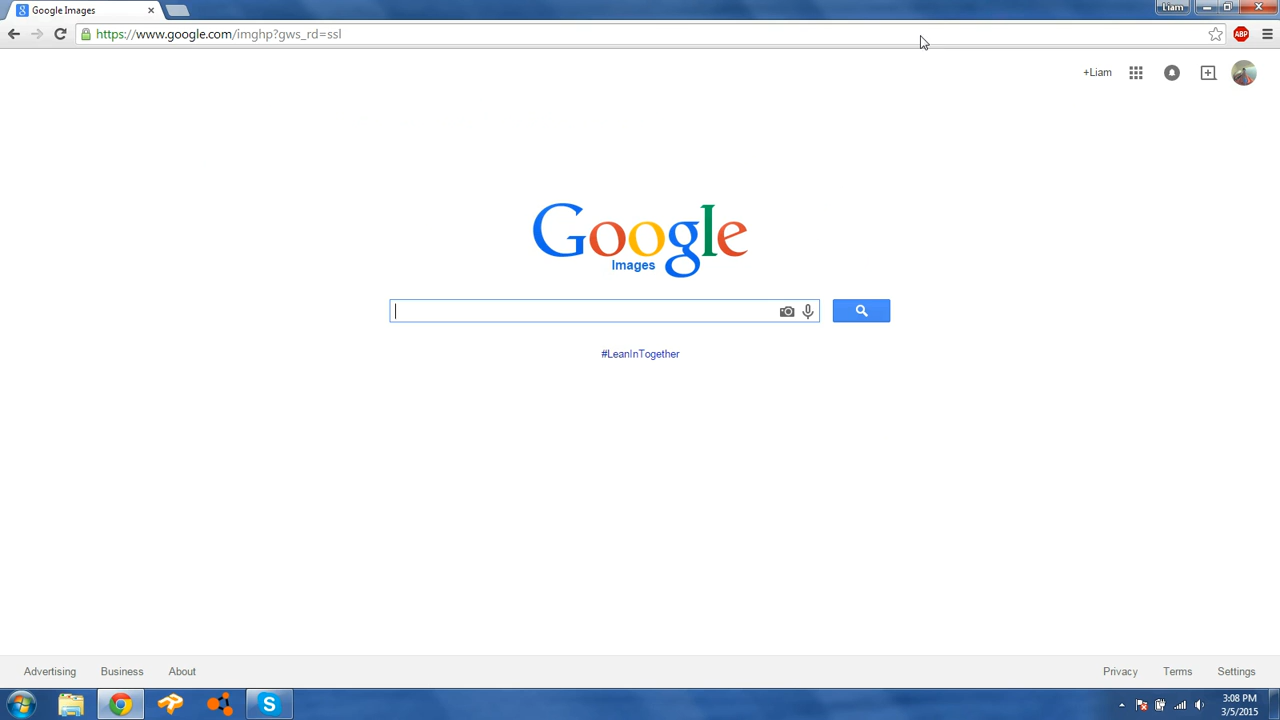 Google Images
Liam
https://www.google.com/imghp?gws_rd=ssl
ABP
+Liam
Google
Images
#LeanInTogether
Advertising Business About
Privacy Terms Settings
3:08 PM
3/5/2015